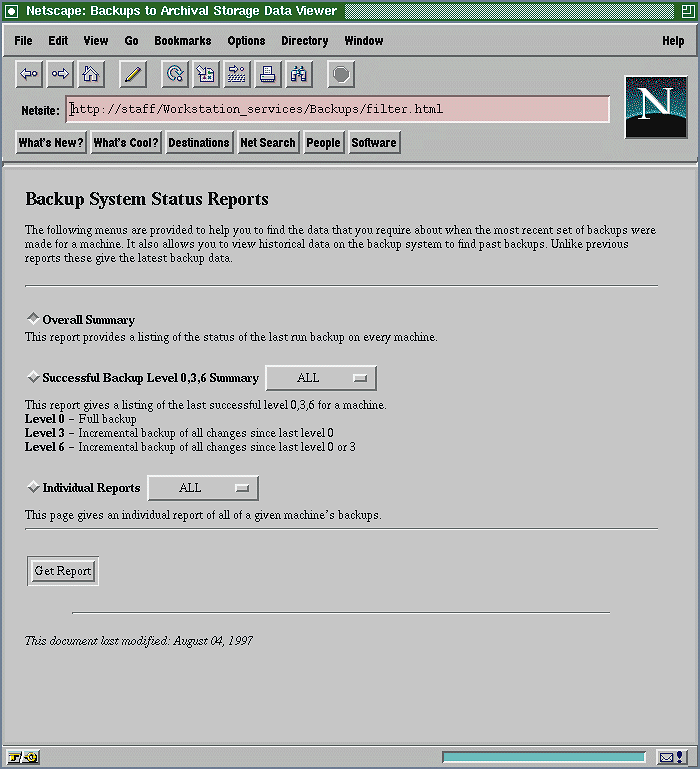 Netscape: Backups to Archival Storage Data Viewer
File Edit View Go Bookmarks Options Directory Window Help
Netsite: http://staff/Workstation_services/Backups/filter.html
N
What's New? What's Cool? Destinations Net Search People Software
Backup System Status Reports
The following menus are provided to help you to find the data that you require about when the most recent set of backups were
made for a machine. It also allows you to view historical data on the backup system to find past backups. Unlike previous
reports these give the latest backup data.
Overall Summary
This report provides a listing of the status of the last run backup on every machine.
Successful Backup Level 0,3,6 Summary ALL
This report gives a listing of the last successful level 0,3,6 for a machine.
Level 0 – Full backup
Level 3 – Incremental backup of all changes since last level 0
Level 6 – Incremental backup of all changes since last level 0 or 3
Individual Reports ALL
This page gives an individual report of all of a given machine's backups.
Get Report
This document last modified: August 04, 1997